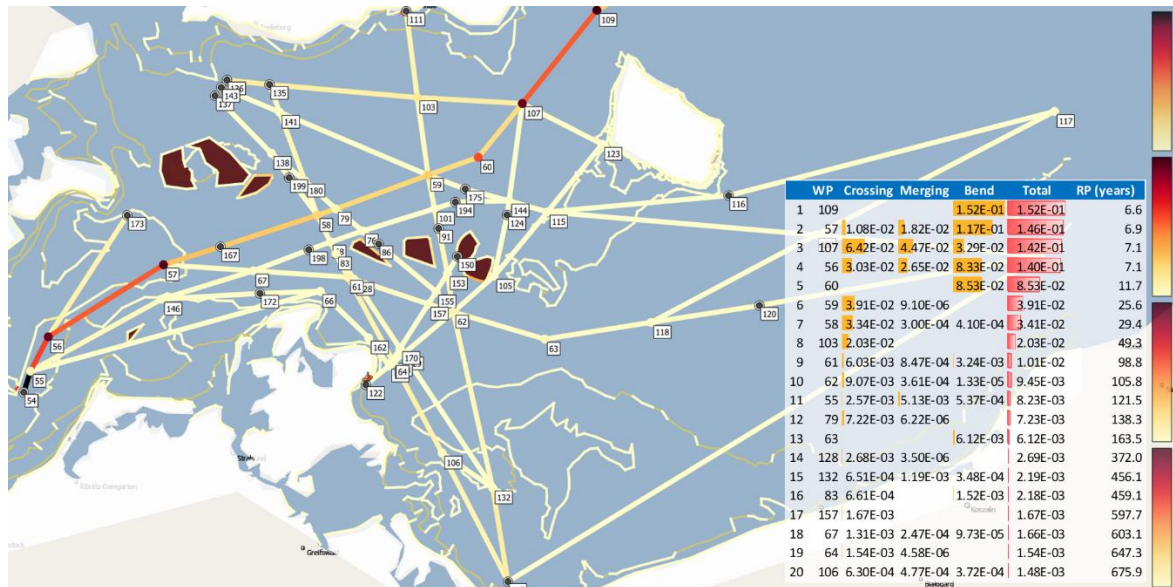 111
109
136
143
137
135
103
107
141
117
138
123
60
199
180
59
175
173
194
116
58
79
101
144
124
115
91
76
86
167
198
83
150
57
67
153
105
61
28
155
172
66
157
62
120
146
118
56
162
63
170
64
55
122
54
106
132
Greifswald
WP Crossing Merging Bend Total RP (years)
1 109 1.52E-01 1.52E-01 6.6
2 57 1.08E-02 1.82E-02 1.17E-01 1.46E-01 6.9
3 107 6.42E-02 4.47E-02 3.29E-02 1.42E-01 7.1
4 56 3.03E-02 2.65E-02 8.33E-02 1.40E-01 7.1
5 60 8.53E-02 8.53E-02 11.7
6 59 3.91E-02 9.10E-06 3.91E-02 25.6
7 58 3.34E-02 3.00E-04 4.10E-04 3.41E-02 29.4
8 103 2.03E-02 2.03E-02 49.3
9 61 6.03E-03 8.47E-04 3.24E-03 1.01E-02 98.8
10 62 9.07E-03 3.61E-04 1.33E-05 9.45E-03 105.8
11 55 2.57E-03 5.13E-03 5.37E-04 8.23E-03 121.5
12 79 7.22E-03 6.22E-06 7.23E-03 138.3
13 63 6.12E-03 6.12E-03 163.5
14 128 2.68E-03 3.50E-06 2.69E-03 372.0
15 132 6.51E-04 1.19E-03 3.48E-04 2.19E-03 456.1
16 83 6.61E-04 1.52E-03 2.18E-03 459.1
17 157 1.67E-03 1.67E-03 597.7
18 67 1.31E-03 2.47E-04 9.73E-05 1.66E-03 603.1
19 64 1.54E-03 4.58E-06 1.54E-03 647.3
20 106 6.30E-04 4.77E-04 3.72E-04 1.48E-03 675.9